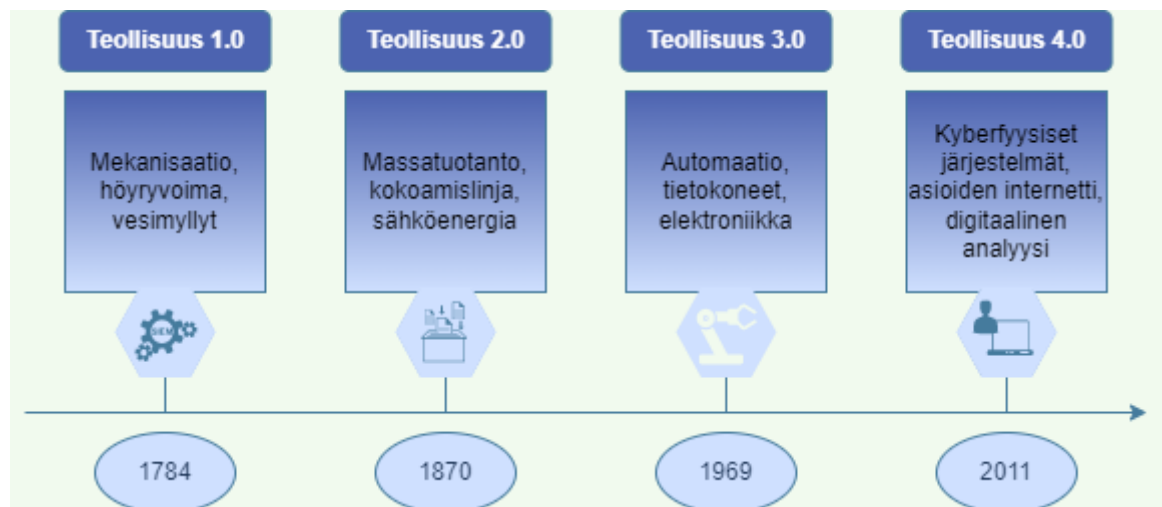 Teollisuus 1.0
Teollisuus 2.0
Teollisuus 3.0
Teollisuus 4.0
Mekanisaatio,
höyryvoima,
vesimyllyt
Massatuotanto,
kokoamislinja,
sähköenergia
Automaatio,
tietokoneet,
elektroniikka
Kyberfyysiset
järjestelmät,
asioiden internetti,
digitaalinen
analyysi
SIEM
1784
1870
1969
2011